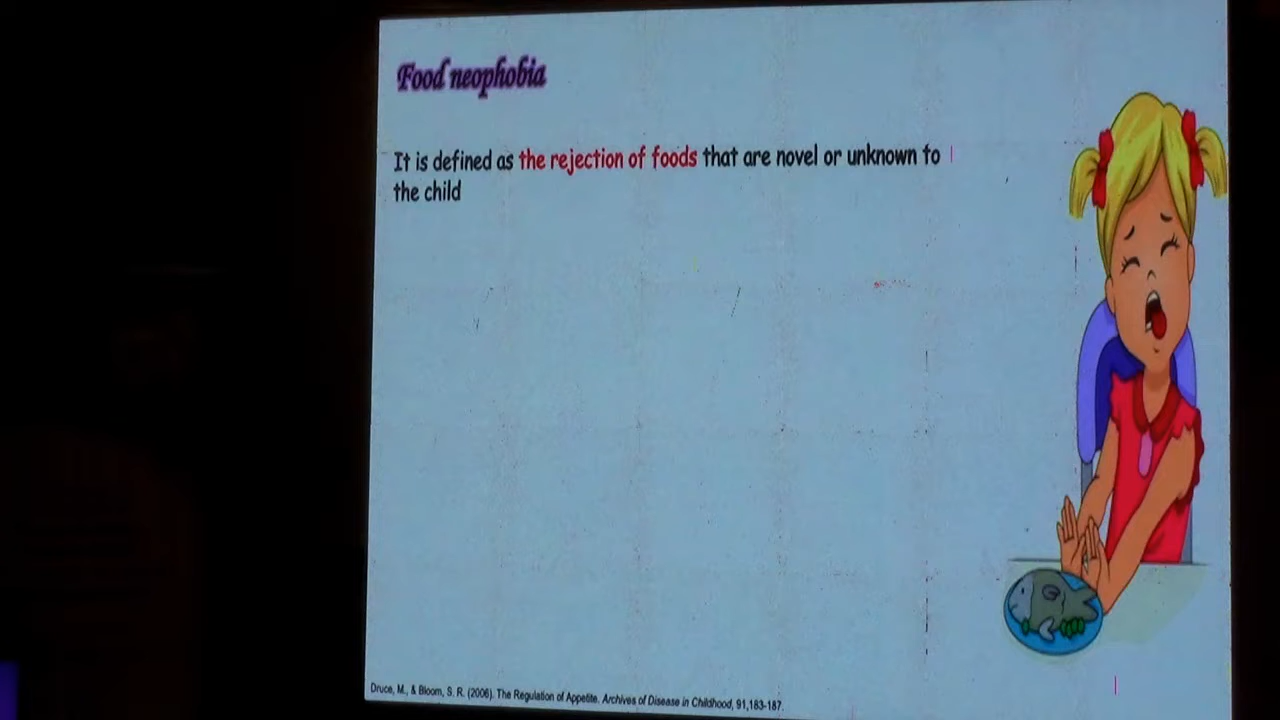 Food neophobia
It is defined as the rejection of foods that are novel or unknown to
the child
Druce, M., & Bloom, S. R. (2006). The Regulation of Appetite. Archives of Disease in Childhood, 91,183-187.